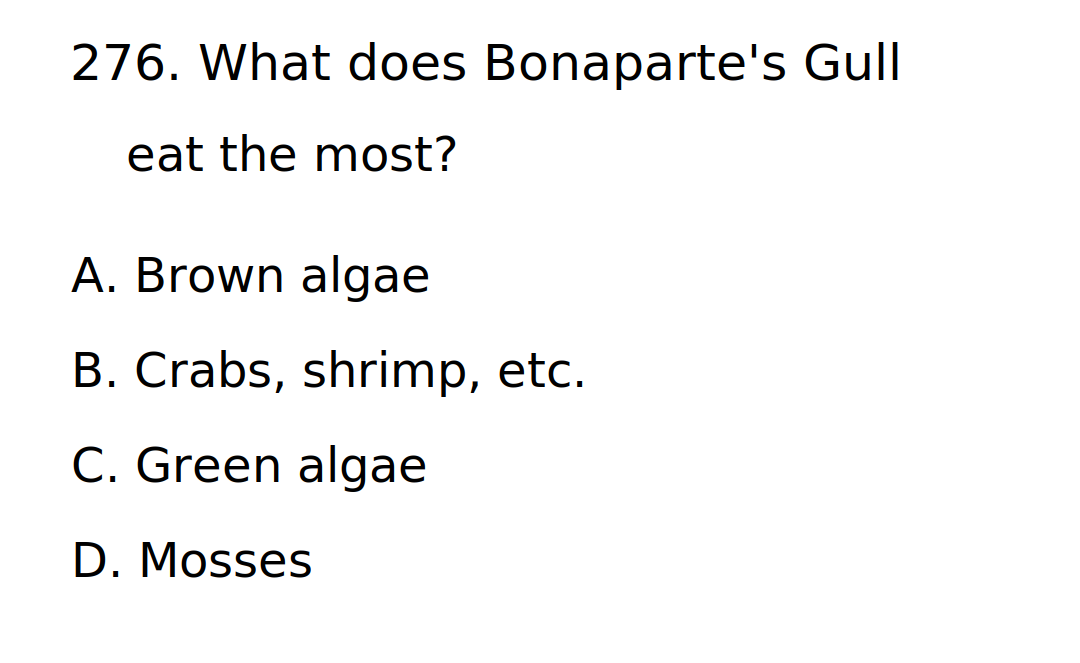 276. What does Bonaparte's Gull
eat the most?
A. Brown algae
B. Crabs, shrimp, etc.
C. Green algae
D. Mosses